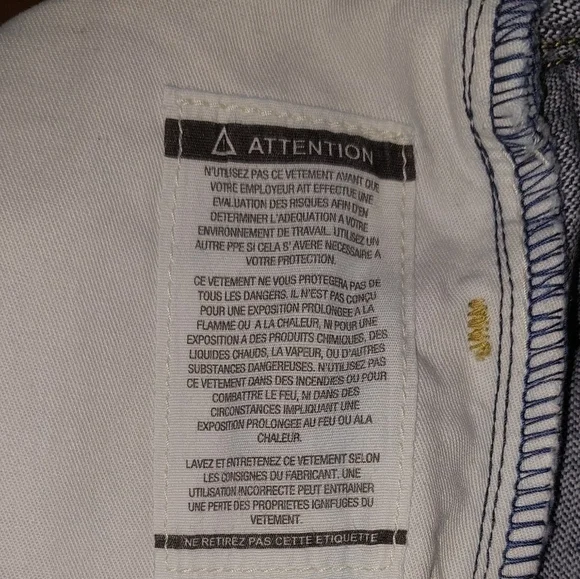 ATTENTION
N'UTILISEZ PAS CE VETEMENT AVANT QUE
VOTRE EMPLOYEUR AIT EFFECTUE UNE
EVALUATION DES RISQUES AFIN D'EN
DETERMINER L'ADEQUATION A VOTRE
ENVIRONNEMENT DE TRAVAIL. UTILISEZ UN
AUTRE PPE SI CELA S' AVERE NECESSAIRE A
VOTRE PROTECTION.
CE VETEMENT NE VOUS PROTEGERA PAS DE
TOUS LES DANGERS. IL N'EST PAS CONÇU
POUR UNE EXPOSITION PROLONGEE A LA
FLAMME OU A LA CHALEUR, NI POUR UNE
EXPOSITION A DES PRODUITS CHIMIQUES, DES
LIQUIDES CHAUDS, LA VAPEUR, OU D'AUTRES
SUBSTANCES DANGEREUSES. N'UTILISEZ PAS
CE VETEMENT DANS DES INCENDIES OU POUR
COMBATTRE LE FEU, NI DANS DES
CIRCONSTANCES IMPLIQUANT UNE
EXPOSITION PROLONGEE AU FEU OU ALA
CHALEUR.
LAVEZ ET ENTRETENEZ CE VETEMENT SELON
LES CONSIGNES OU FABRICANT. UNE
UTILISATION INCORRECTE PEUT ENTRAINER
UNE PERTE DES PROPRIETES IGNIFUGES DU
VETEMENT.
NE RETIREZ PAS CETTE ETIQUETTE